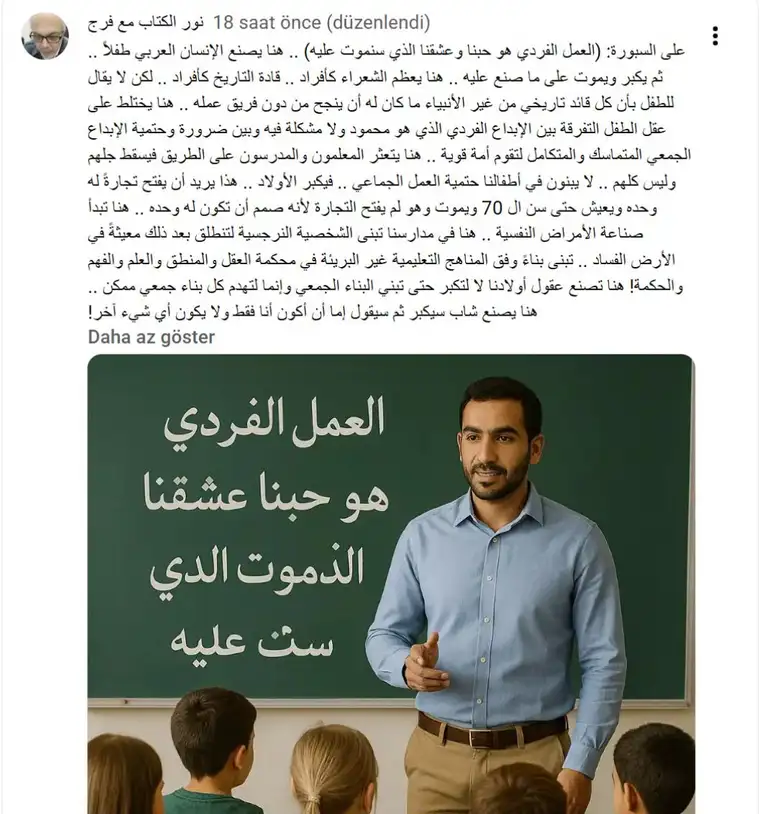 نور الكتاب مع فرج 18 saat önce (düzenlendi)
على السبورة: (العمل الفردي هو حبنا وعشقنا الذي سنموت عليه) .. هنا يصنع الإنسان العربي طفلاً ..
ثم يكبر ويموت على ما صنع عليه .. هنا يعظم الشعراء كأفراد .. قادة التاريخ كأفراد .. لكن لا يقال
للطفل بأن كل قائد تاريخي من غير الأنبياء ما كان له أن ينجح من دون فريق عمله .. هنا يختلط على
عقل الطفل التفرقة بين الإبداع الفردي الذي هو محمود ولا مشكلة فيه وبين ضرورة وحتمية الإبداع
الجمعي المتماسك والمتكامل لتقوم أمة قوية .. هنا يتعثر المعلمون والمدرسون على الطريق فيسقط جلهم
وليس كلهم .. لا يبنون في أطفالنا حتمية العمل الجماعي .. فيكبر الأولاد .. هذا يريد أن يفتح تجارةً له
وحده ويعيش حتى سن ال 70 ويموت وهو لم يفتح التجارة لأنه صمم أن تكون له وحده .. هنا تبدأ
صناعة الأمراض النفسية .. هنا في مدارسنا تبنى الشخصية النرجسية لتنطلق بعد ذلك معيثةً في
الأرض الفساد .. تبنى بناءً وفق المناهج التعليمية غير البريئة في محكمة العقل والمنطق والعلم والفهم
والحكمة! هنا تصنع عقول أولادنا لا لتكبر حتى تبني البناء الجمعي وإنما لتهدم كل بناء جمعي ممكن ..
هنا يصنع شاب سيكبر ثم سيقول إما أن أكون أنا فقط ولا يكون أي شيء آخر!
Daha az göster
العمل الفردي
هو حبنا عشقنا
الذموت الدي
ست عليه